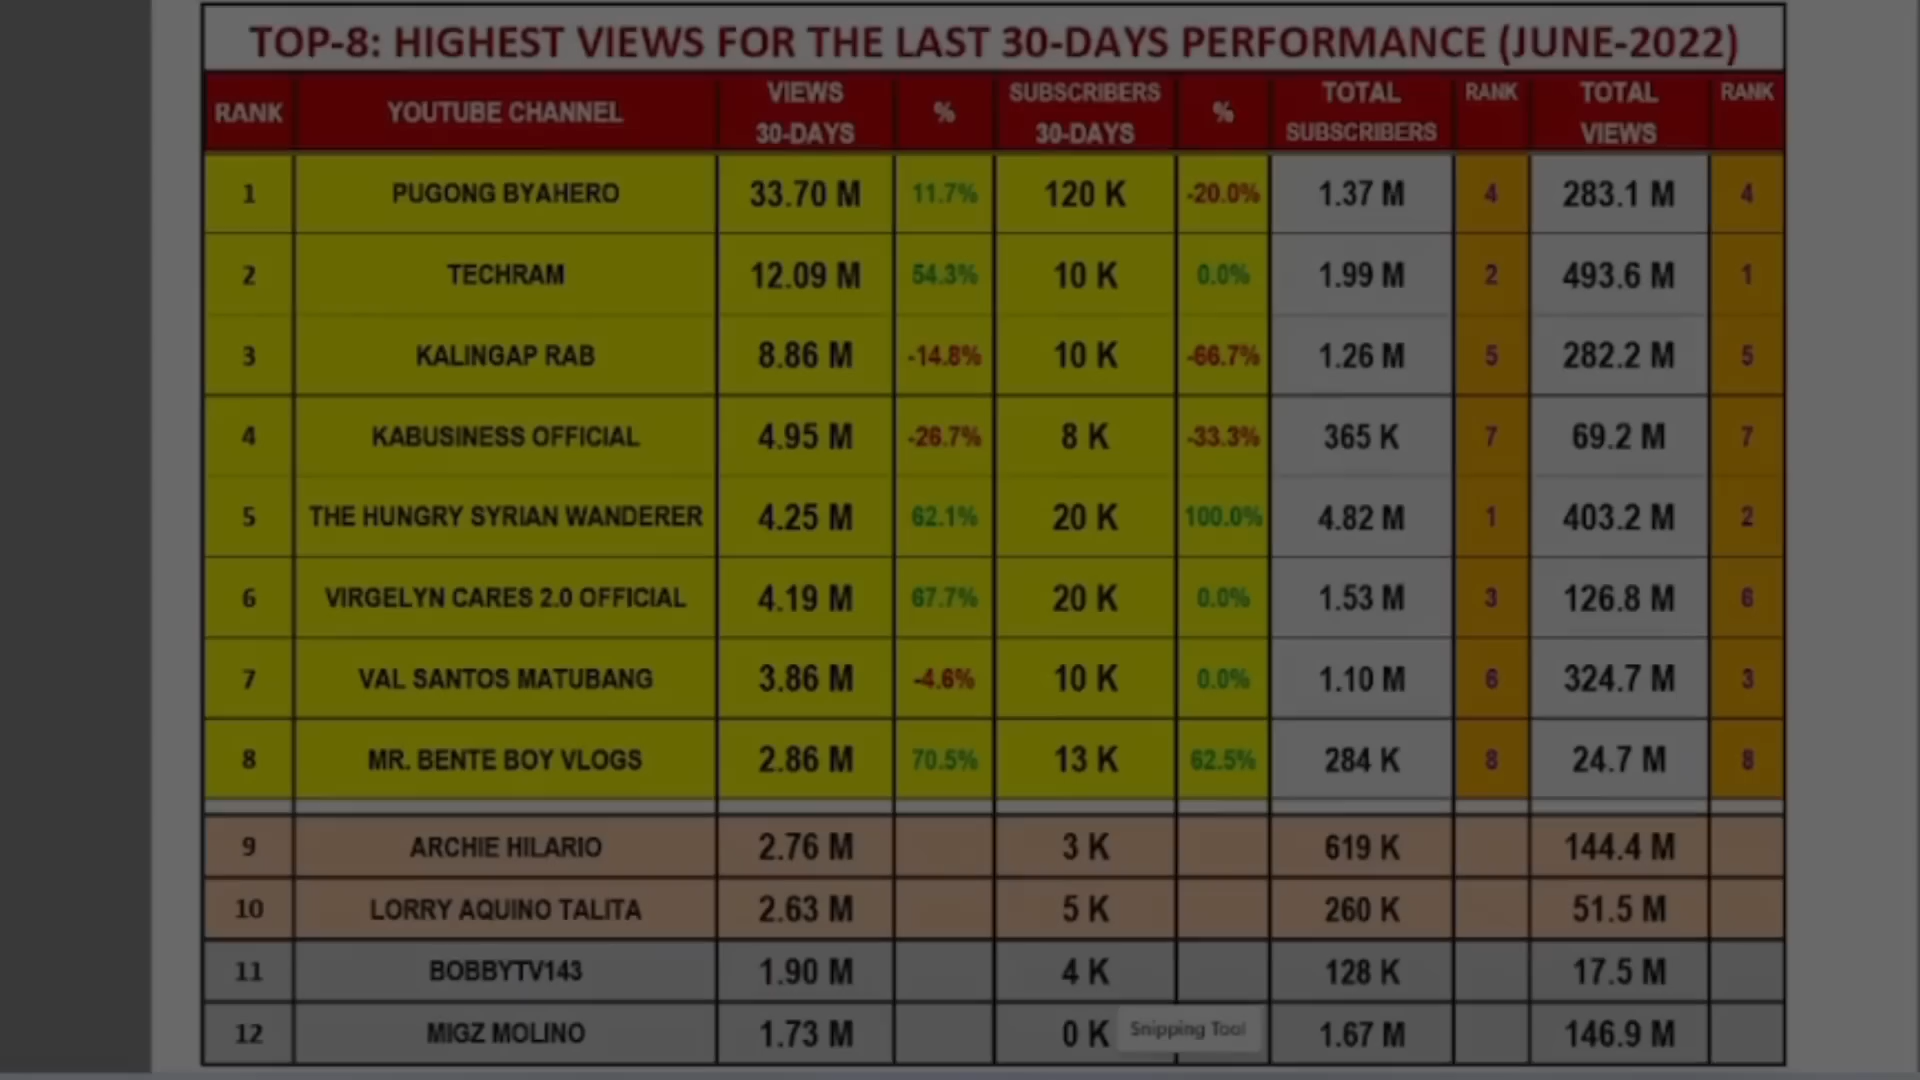 TOP-8: HIGHEST VIEWS FOR THE LAST 30-DAYS PERFORMANCE (JUNE-2022)
RANK YOUTUBE CHANNEL VIEWS 30-DAYS % SUBSCRIBERS 30-DAYS % TOTAL SUBSCRIBERS RANK TOTAL VIEWS RANK
1 PUGONG BYAHERO 33.70 M 11.7% 120 K -20.0% 1.37 M 4 283.1 M 4
2 TECHRAM 12.09 M 54.3% 10 K 0.0% 1.99 M 2 493.6 M 1
3 KALINGAP RAB 8.86 M -14.8% 10 K -66.7% 1.26 M 5 282.2 M 5
4 KABUSINESS OFFICIAL 4.95 M -26.7% 8 K -33.3% 365 K 7 69.2 M 7
5 THE HUNGRY SYRIAN WANDERER 4.25 M 62.1% 20 K 100.0% 4.82 M 1 403.2 M 2
6 VIRGELYN CARES 2.0 OFFICIAL 4.19 M 67.7% 20 K 0.0% 1.53 M 3 126.8 M 6
7 VAL SANTOS MATUBANG 3.86 M -4.6% 10 K 0.0% 1.10 M 6 324.7 M 3
8 MR. BENTE BOY VLOGS 2.86 M 70.5% 13 K 62.5% 284 K 8 24.7 M 8
9 ARCHIE HILARIO 2.76 M 3 K 619 K 144.4 M
10 LORRY AQUINO TALITA 2.63 M 5 K 260 K 51.5 M
11 BOBBYTV143 1.90 M 4 K 128 K 17.5 M
12 MIGZ MOLINO 1.73 M 0 K Snipping Tool 1.67 M 146.9 M